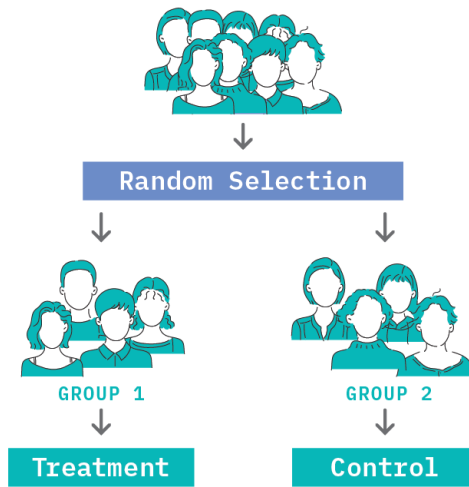 Random Selection
GROUP 1
GROUP 2
Treatment
Control